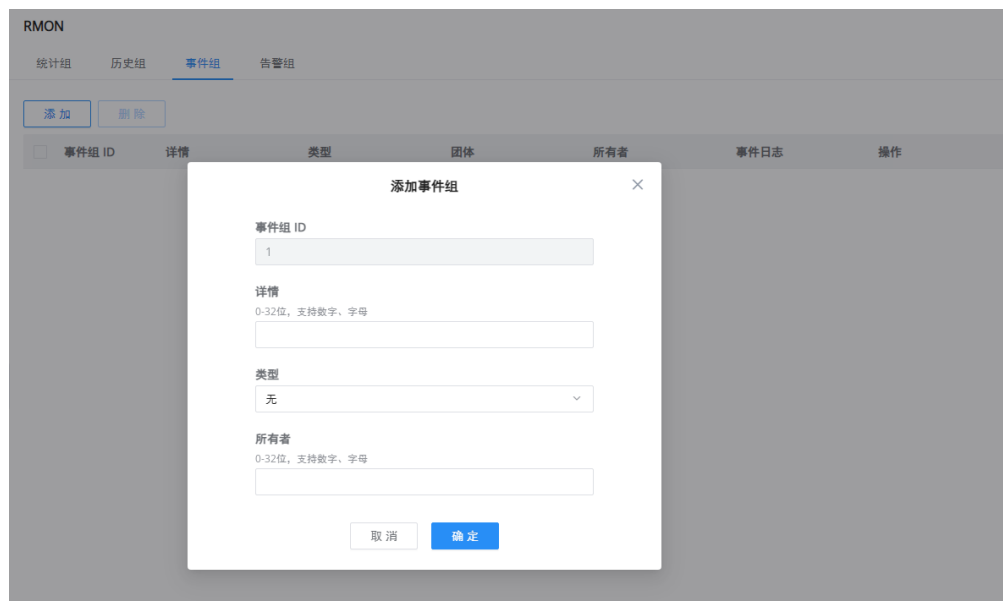 RMON
统计组 历史组 事件组 告警组
添加 删除
事件组 ID 详情 类型 团体 所有者 事件日志 操作
添加事件组
事件组 ID
1
详情
0-32位，支持数字、字母
类型
无
所有者
0-32位，支持数字、字母
取消 确定